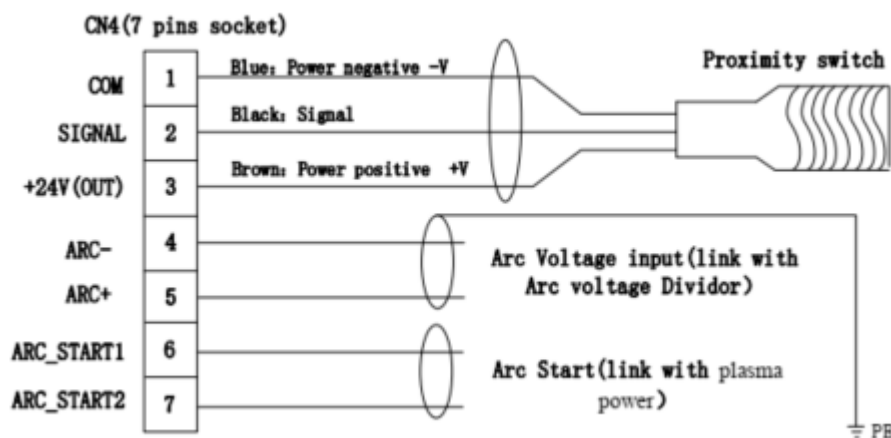 CN4(7 pins socket)
COM 1 Blue: Power negative -V
Proximity switch
SIGNAL 2 Black: Signal
+24V(OUT) 3 Brown: Power positive +V
ARC- 4
Arc Voltage input(link with
Arc voltage Dividor)
ARC+ 5
ARC_START1 6
Arc Start(link with plasma
power)
ARC_START2 7
PE